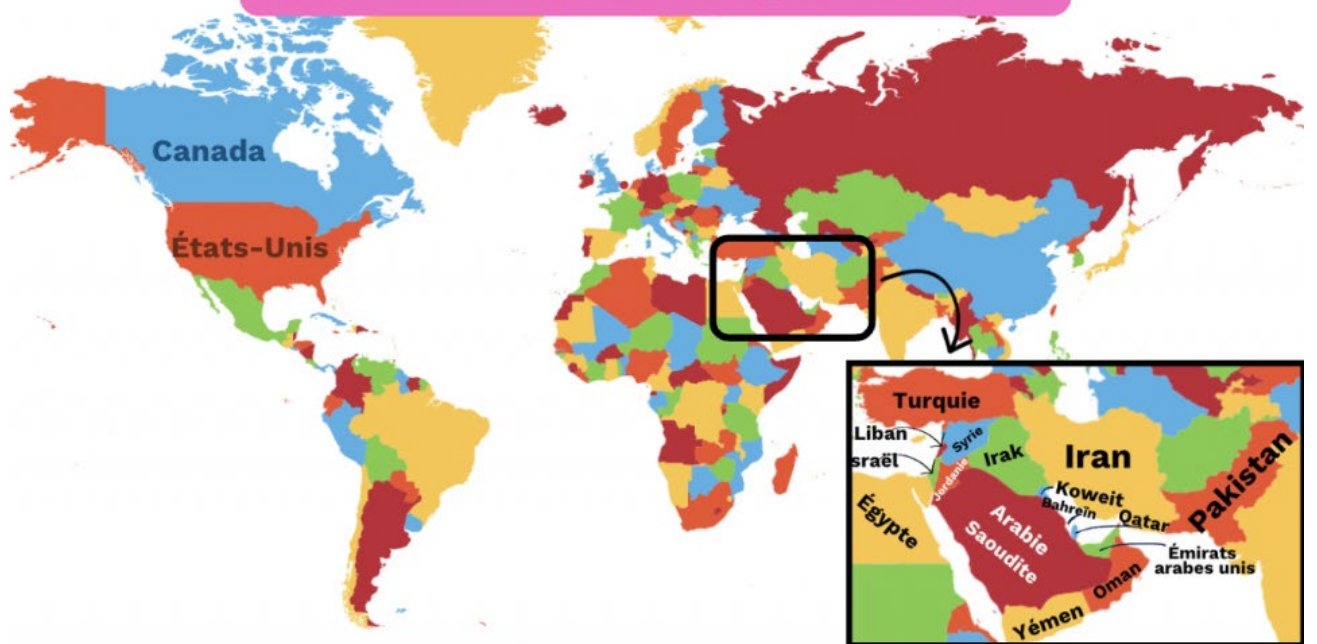 Canada
États-Unis
Turquie
Liban
Syrie
sraël
Irak
Iran
Jordanie
Koweit
Bahreïn
Qatar
Pakistan
Égypte
Arabie
Saoudite
Émirats
arabes unis
Oman
Yémen